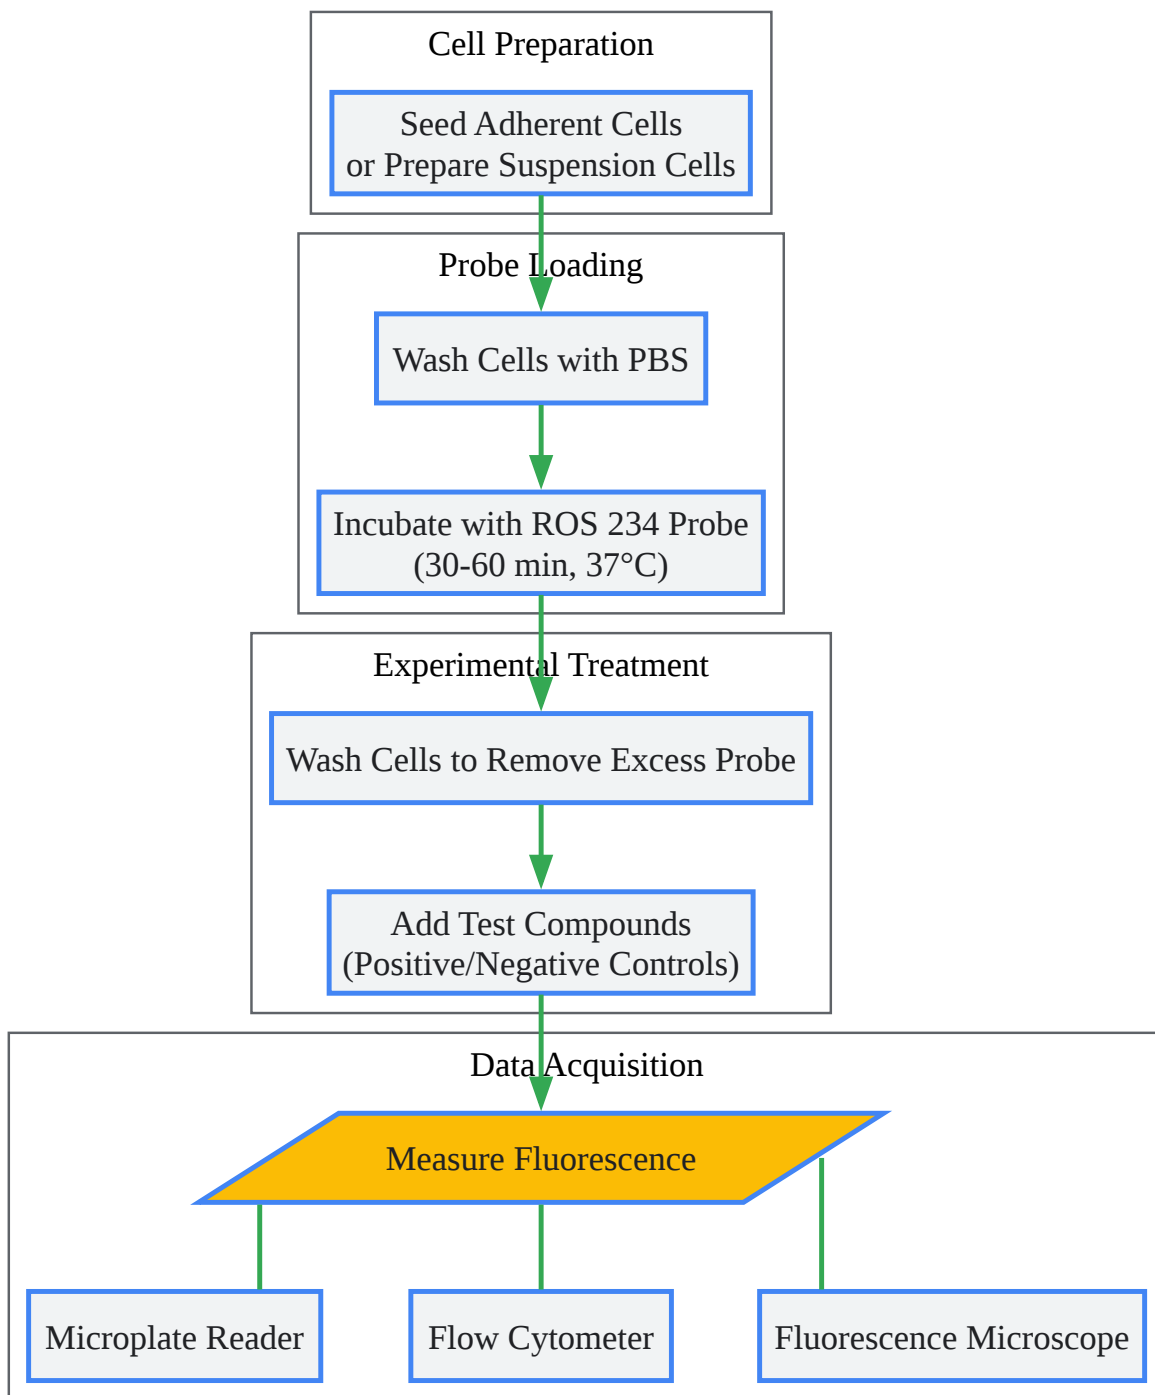 Cell Preparation
Seed Adherent Cells
or Prepare Suspension Cells
Probe Loading
Wash Cells with PBS
Incubate with ROS 234 Probe
(30-60 min, 37°C)
Experimental Treatment
Wash Cells to Remove Excess Probe
Add Test Compounds
(Positive/Negative Controls)
Data Acquisition
Measure Fluorescence
Microplate Reader
Flow Cytometer
Fluorescence Microscope